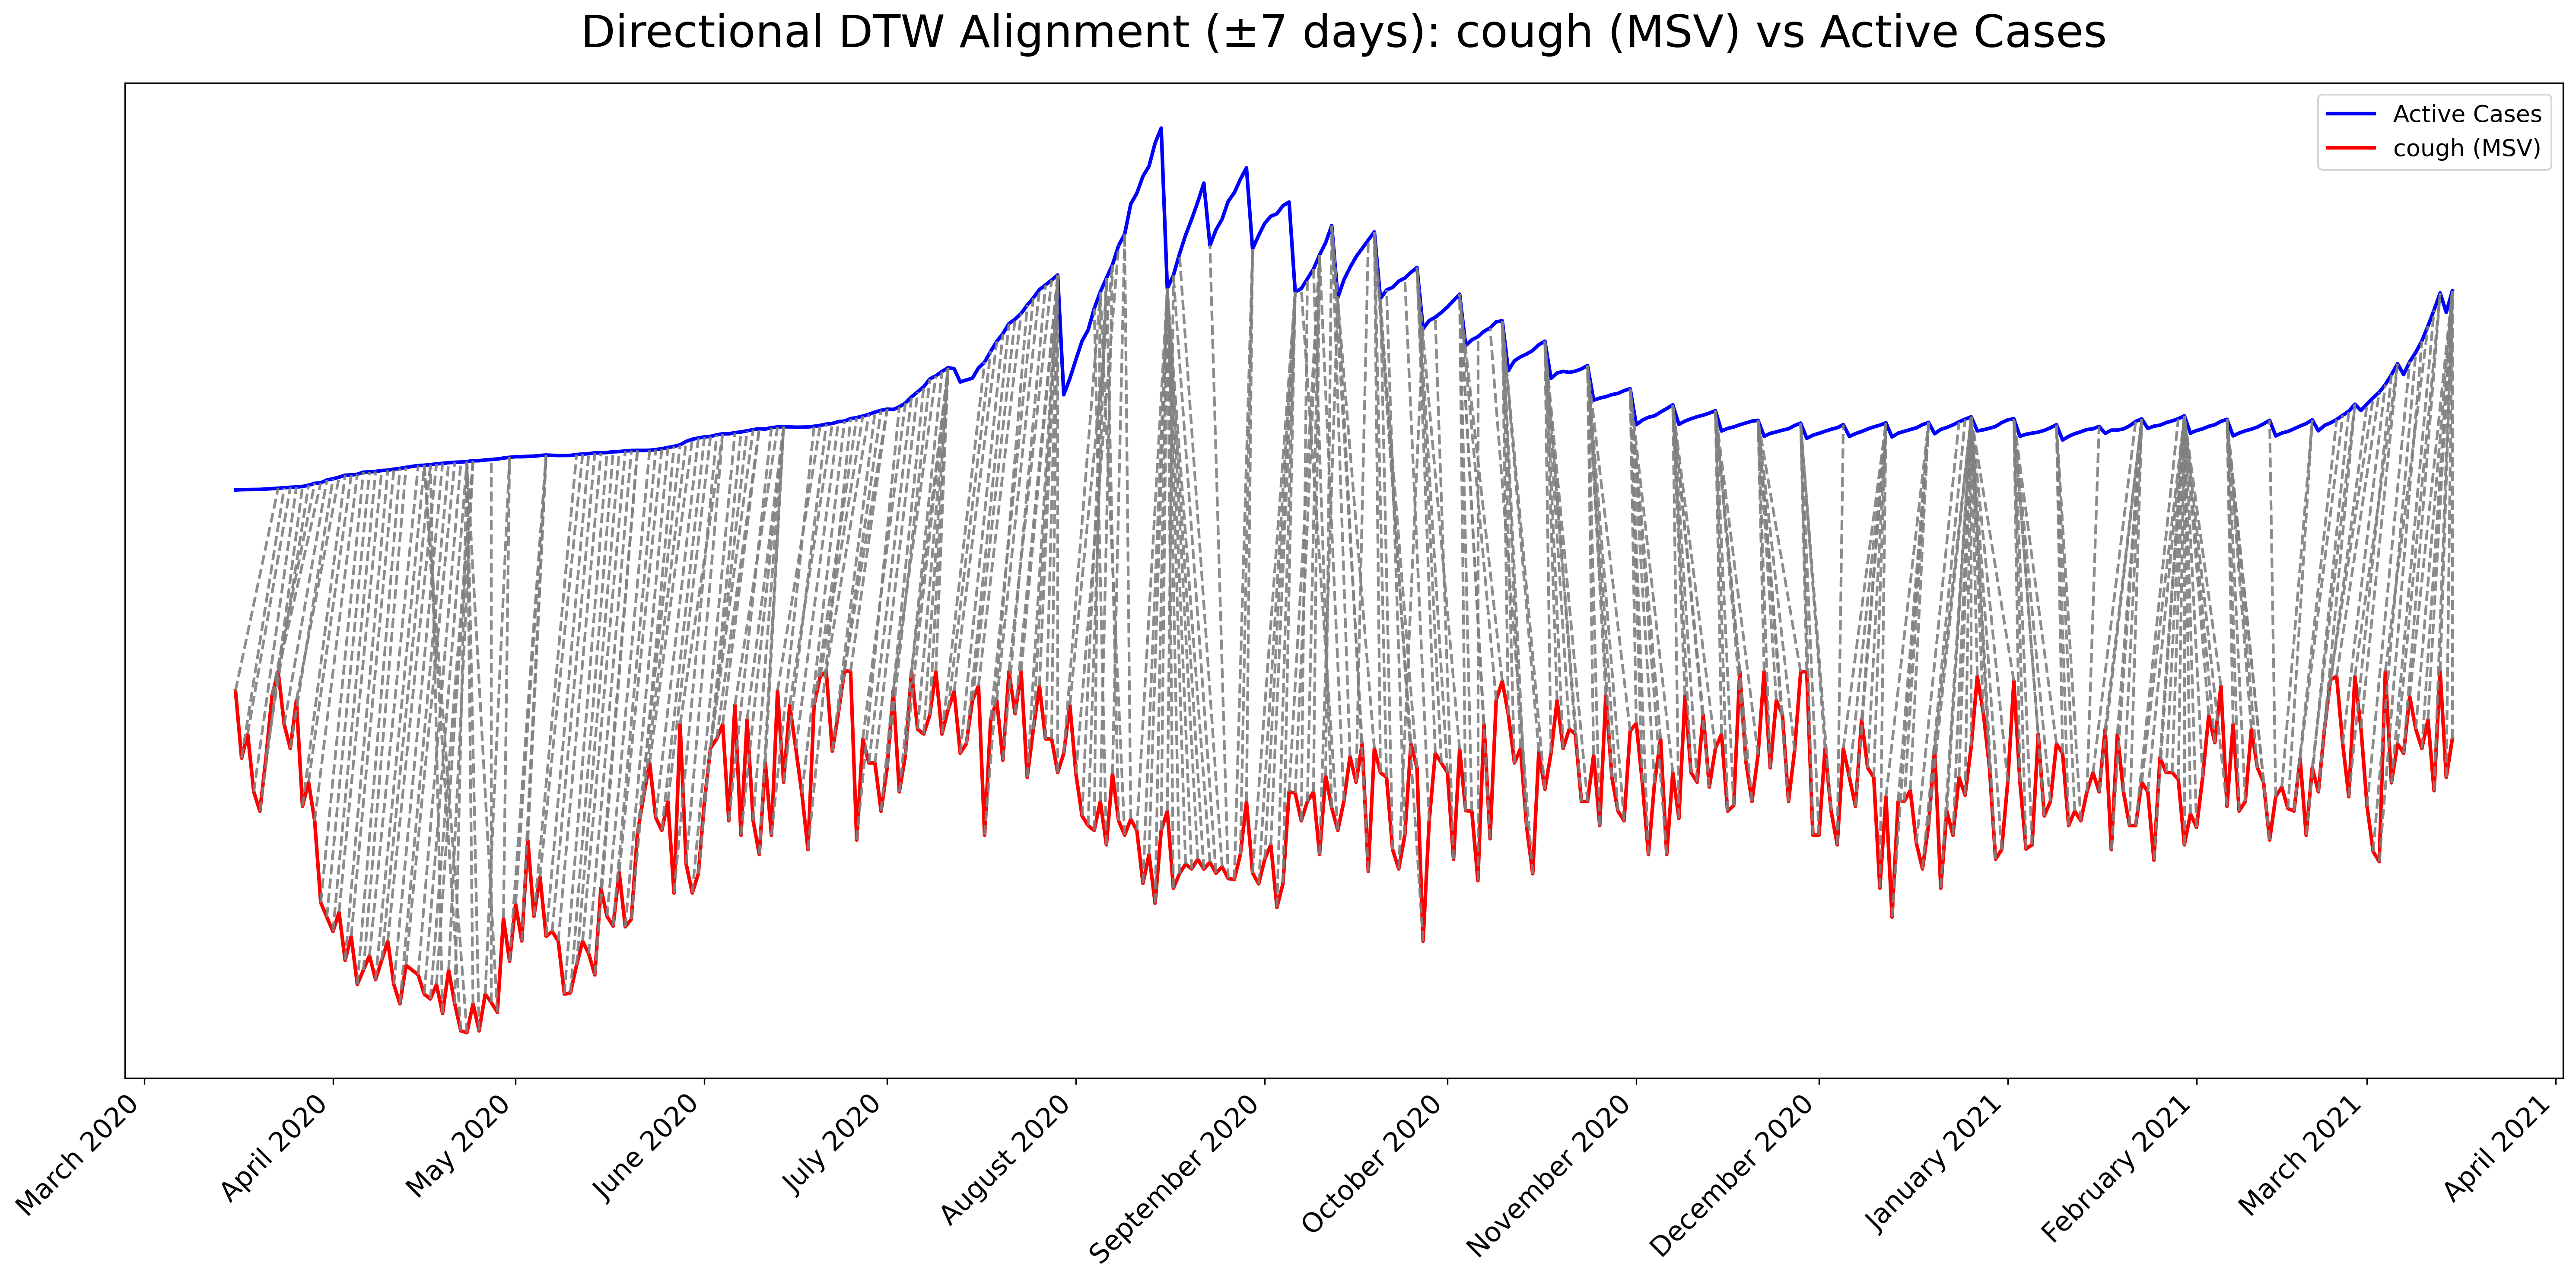 Directional DTW Alignment (±7 days): cough (MSV) vs Active Cases
Active Cases
cough (MSV)
March 2020
April 2020
May 2020
June 2020
July 2020
August 2020
September 2020
October 2020
November 2020
December 2020
January 2021
February 2021
March 2021
April 2021